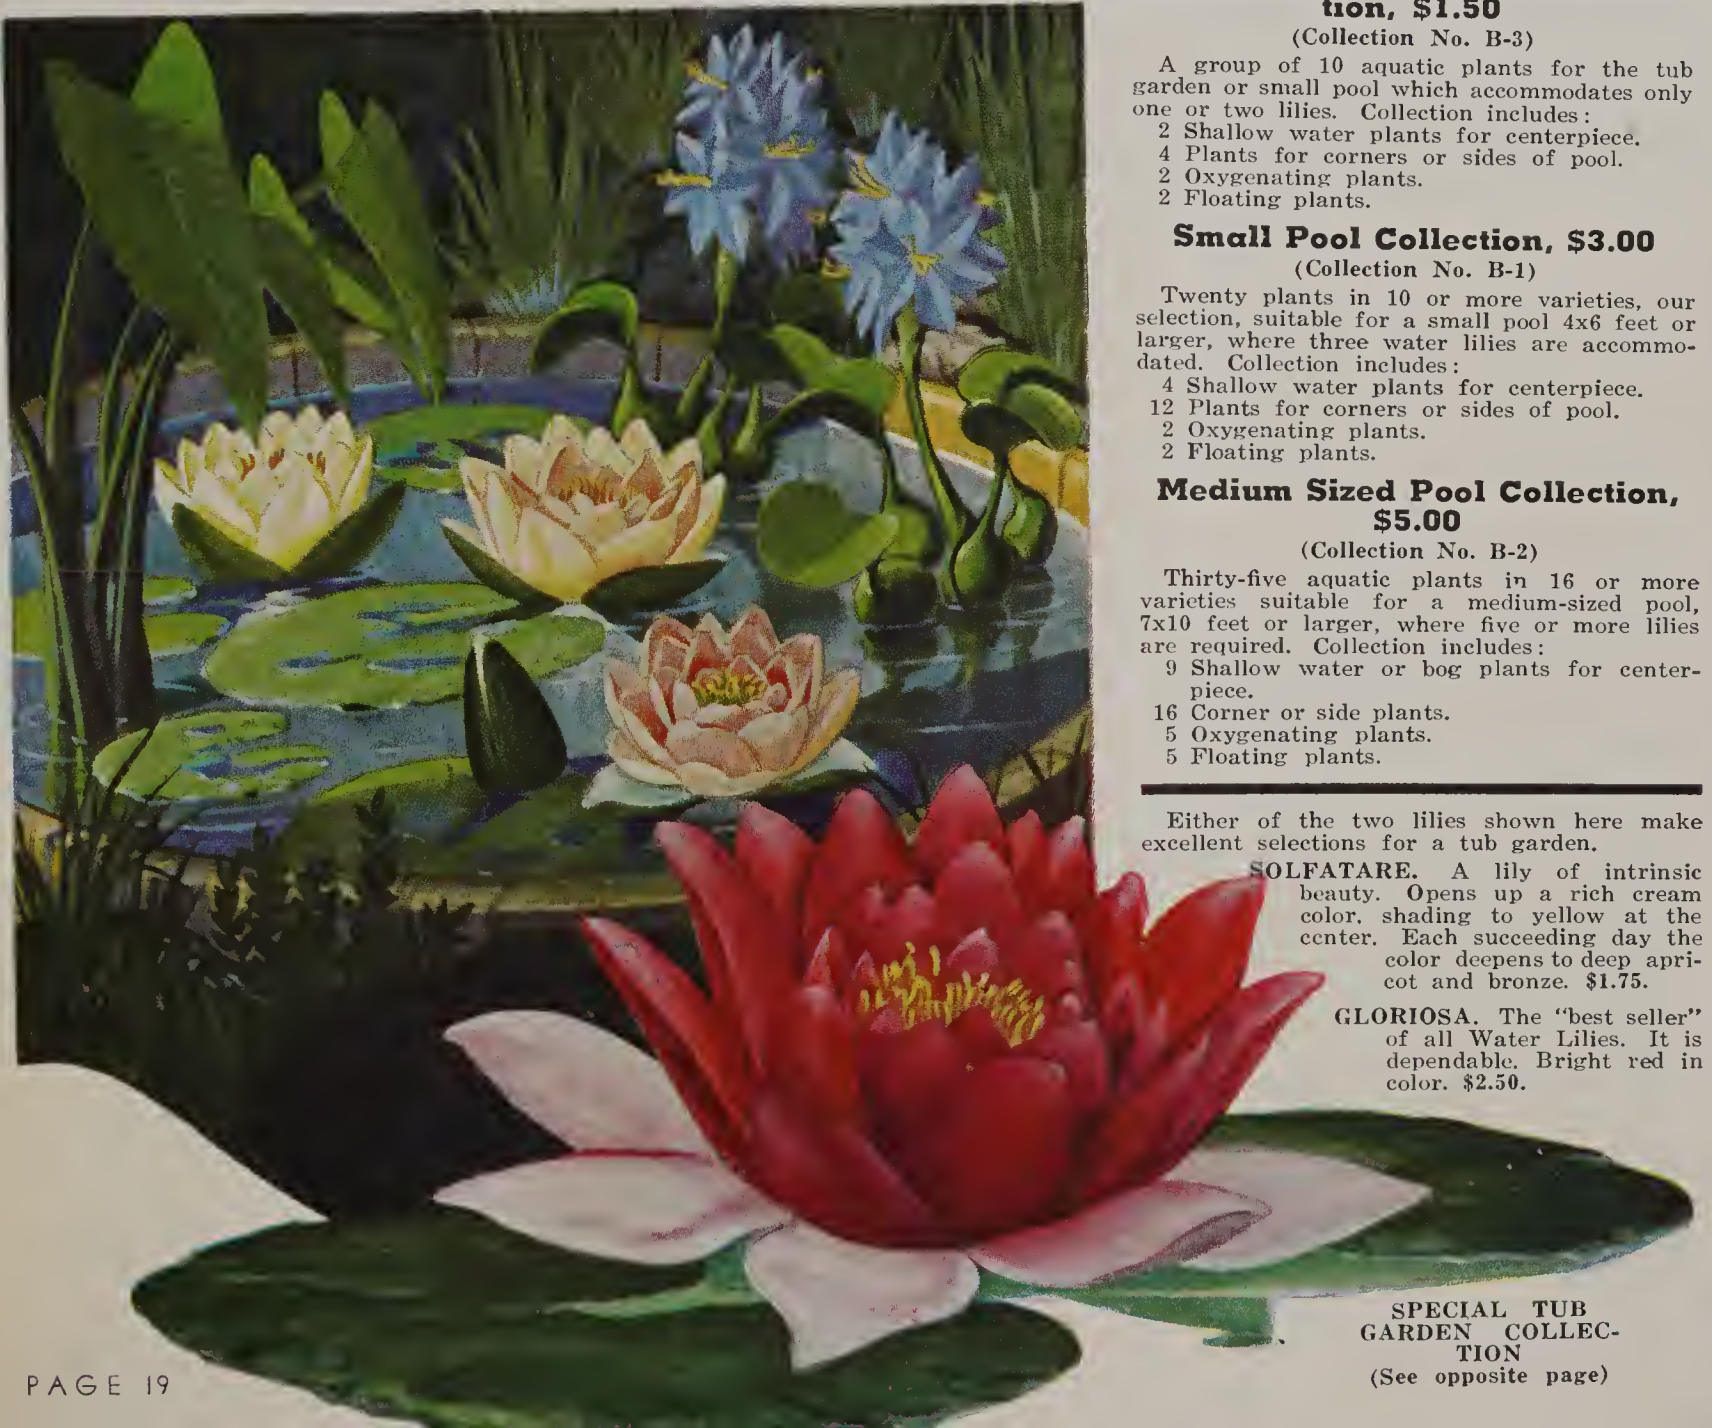 tion, $1.50
(Collection No. B-3)
A group of 10 aquatic plants for the tub
garden or small pool which accommodates only
one or two lilies. Collection includes:
2 Shallow water plants for centerpiece.
4 Plants for corners or sides of pool.
2 Oxygenating plants.
2 Floating plants.
Small Pool Collection, $3.00
(Collection No. B-1)
Twenty plants in 10 or more varieties, our
selection, suitable for a small pool 4x6 feet or
larger, where three water lilies are accommo-
dated. Collection includes:
4 Shallow water plants for centerpiece.
12 Plants for corners or sides of pool.
2 Oxygenating plants.
2 Floating plants.
Medium Sized Pool Collection,
$5.00
(Collection No. B-2)
Thirty-five aquatic plants in 16 or more
varieties suitable for a medium-sized pool,
7x10 feet or larger, where five or more lilies
are required. Collection includes:
9 Shallow water or bog plants for center-
piece.
16 Corner or side plants.
5 Oxygenating plants.
5 Floating plants.
Either of the two lilies shown here make
excellent selections for a tub garden.
SOLFATARE. A lily of intrinsic
beauty. Opens up a rich cream
color, shading to yellow at the
center. Each succeeding day the
color deepens to deep apri-
cot and bronze. $1.75.
GLORIOSA. The "best seller"
of all Water Lilies. It is
dependable. Bright red in
color. $2.50.
SPECIAL TUB
GARDEN COLLEC-
TION
(See opposite page)
PAGE 19